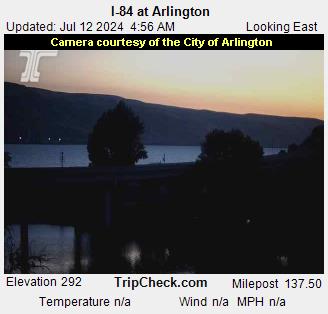 I-84 at Arlington
Updated: Jul 12 2024 4:56 AM Looking East
Camera courtesy of the City of Arlington
Elevation 292 TripCheck.com Milepost 137.50
Temperature n/a Wind n/a MPH n/a